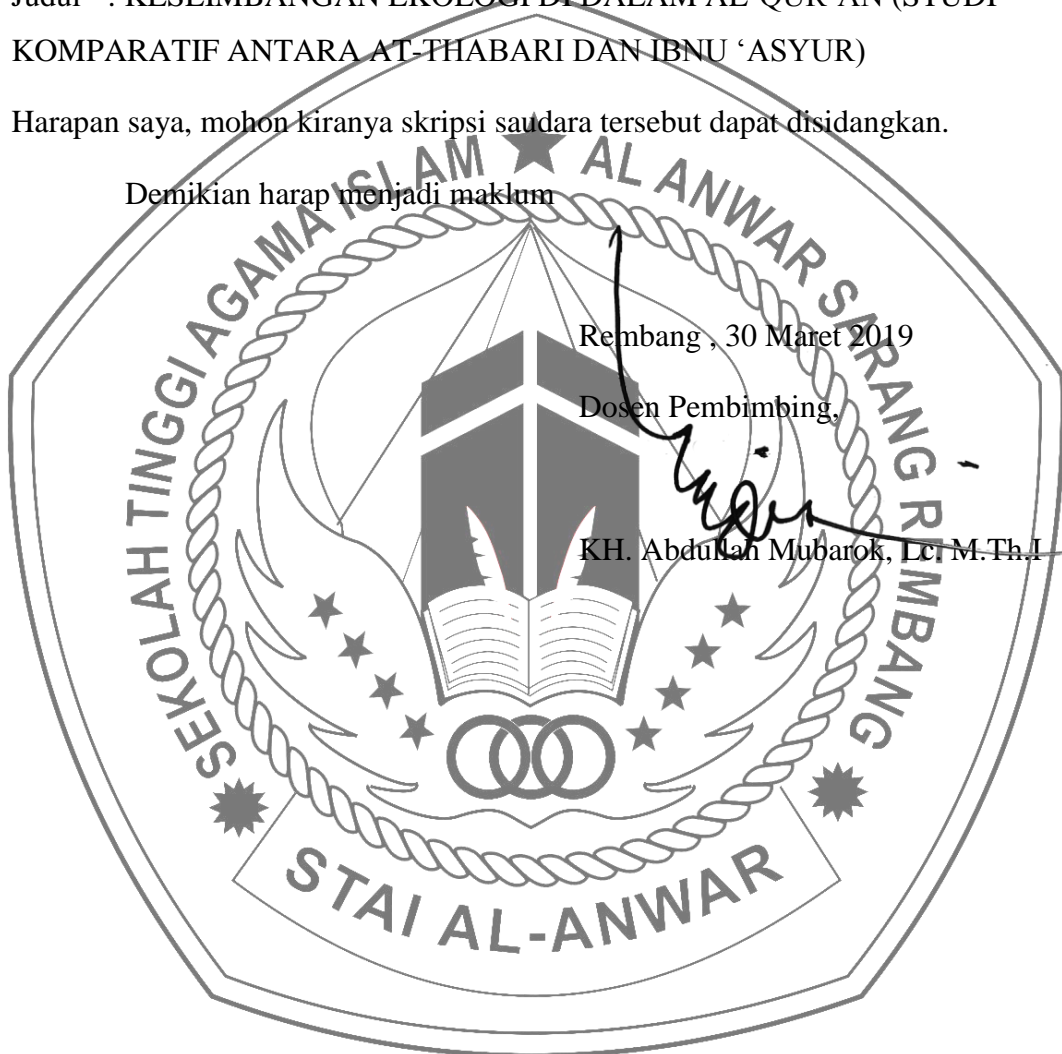 Judul : KESEIMBANGAN EKOLOGI DI DALAM AL-QUR'AN (STUDI
KOMPARATIF ANTARA AT-THABARI DAN IBNU ‘ASYUR)
Harapan saya, mohon kiranya skripsi saudara tersebut dapat disidangkan.
Demikian harap menjadi maklum
Rembang , 30 Maret 2019
Dosen Pembimbing,
KH. Abdullah Mubarok, Lc. M.Th.I
SEKOLAH TINGGI AGAMA ISLAM ★ AL ANWAR SARANG REMBANG
STAI AL-ANWAR